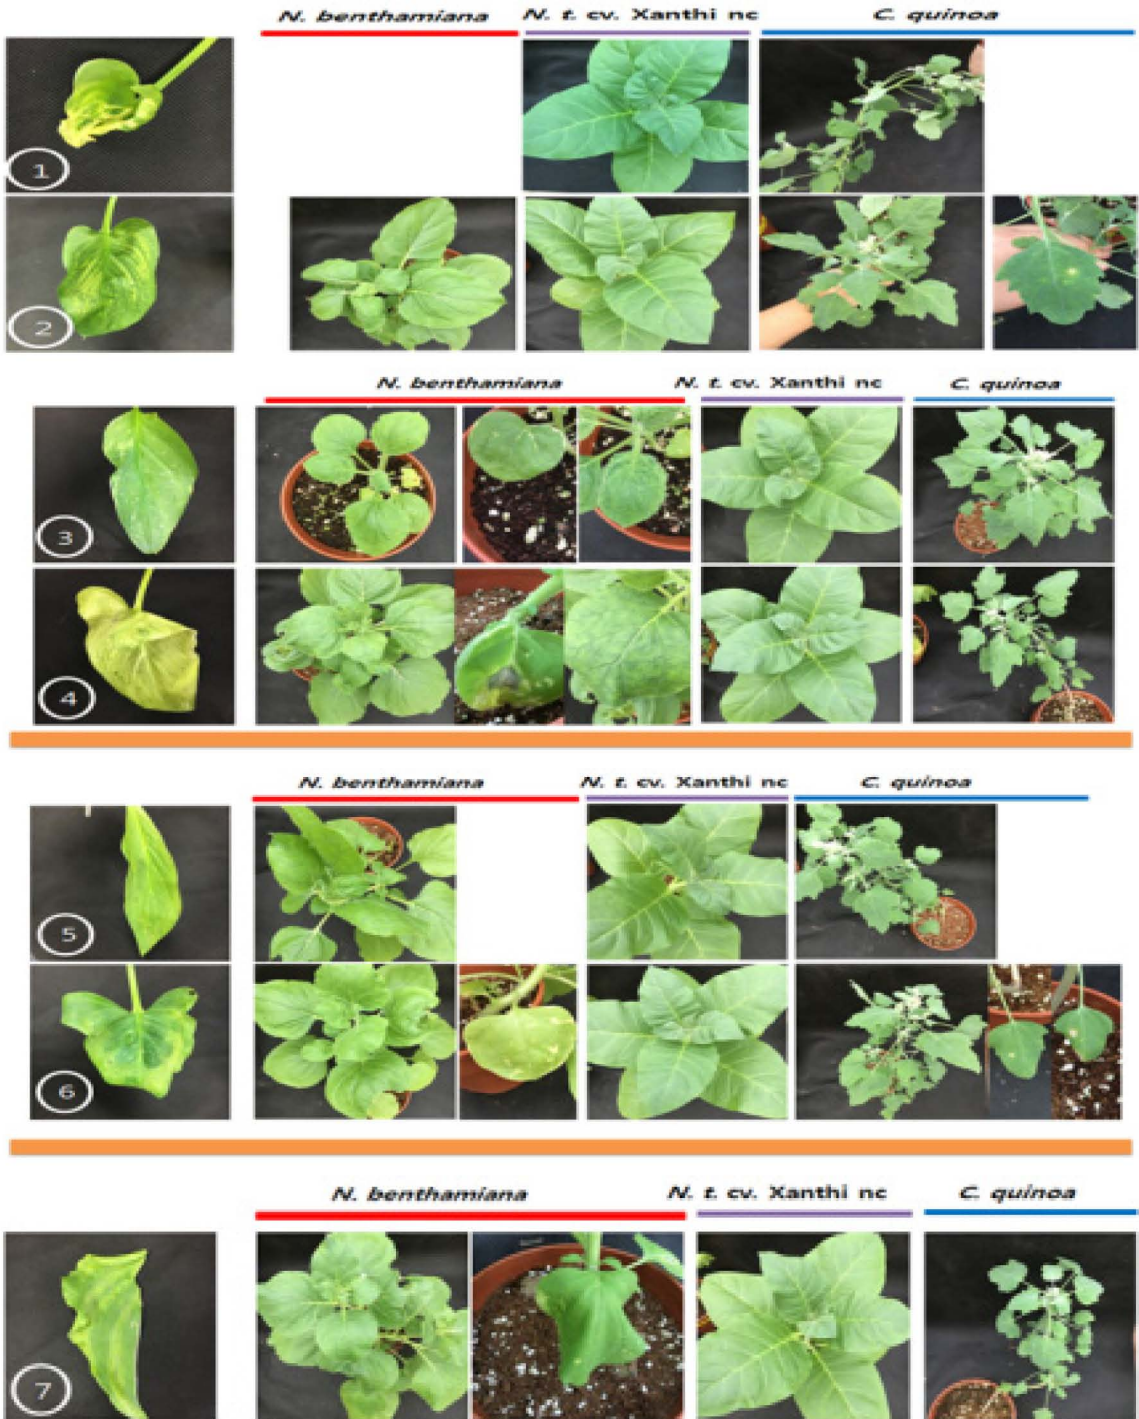 N. benthamiana N. t. cv. Xanthi nc C. quinoa
1
2
N. benthamiana N. t. cv. Xanthi nc C. quinoa
3
4
N. benthamiana N. t. cv. Xanthi nc C. quinoa
5
6
N. benthamiana N. t. cv. Xanthi nc C. quinoa
7